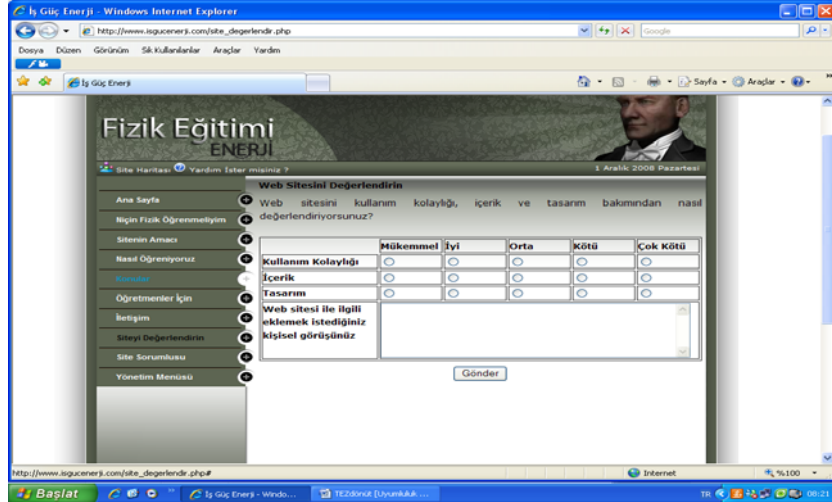 İş Güç Enerji - Windows Internet Explorer
http://www.isgucenerji.com/site_degerlendir.php
Google
Dosya Düzen Görünüm Sık Kullanılanlar Araçlar Yardım
İş Güç Enerji
Sayfa Araçlar
Fizik Eğitimi
ENERJİ
Site Haritası Yardım İster misiniz ?
1 Aralık 2008 Pazartesi
Ana Sayfa
Niçin Fizik Öğrenmeliyim
Sitenin Amacı
Nasıl Öğreniyoruz
Konular
Öğretmenler İçin
İletişim
Siteyi Değerlendirin
Site Sorumlusu
Yönetim Menüsü
Web Sitesini Değerlendirin
Web sitesini kullanım kolaylığı, içerik ve tasarım bakımından nasıl
değerlendiriyorsunuz?
Mükemmel İyi Orta Kötü Çok Kötü
Kullanım Kolaylığı
İçerik
Tasarım
Web sitesi ile ilgili
eklemek istediğiniz
kişisel görüşünüz
Gönder
http://www.isgucenerji.com/site_degerlendir.php#
Internet
%100
Başlat
İş Güç Enerji - Windo...
TEZdönüt [Uyumluluk ...
TR
00:21